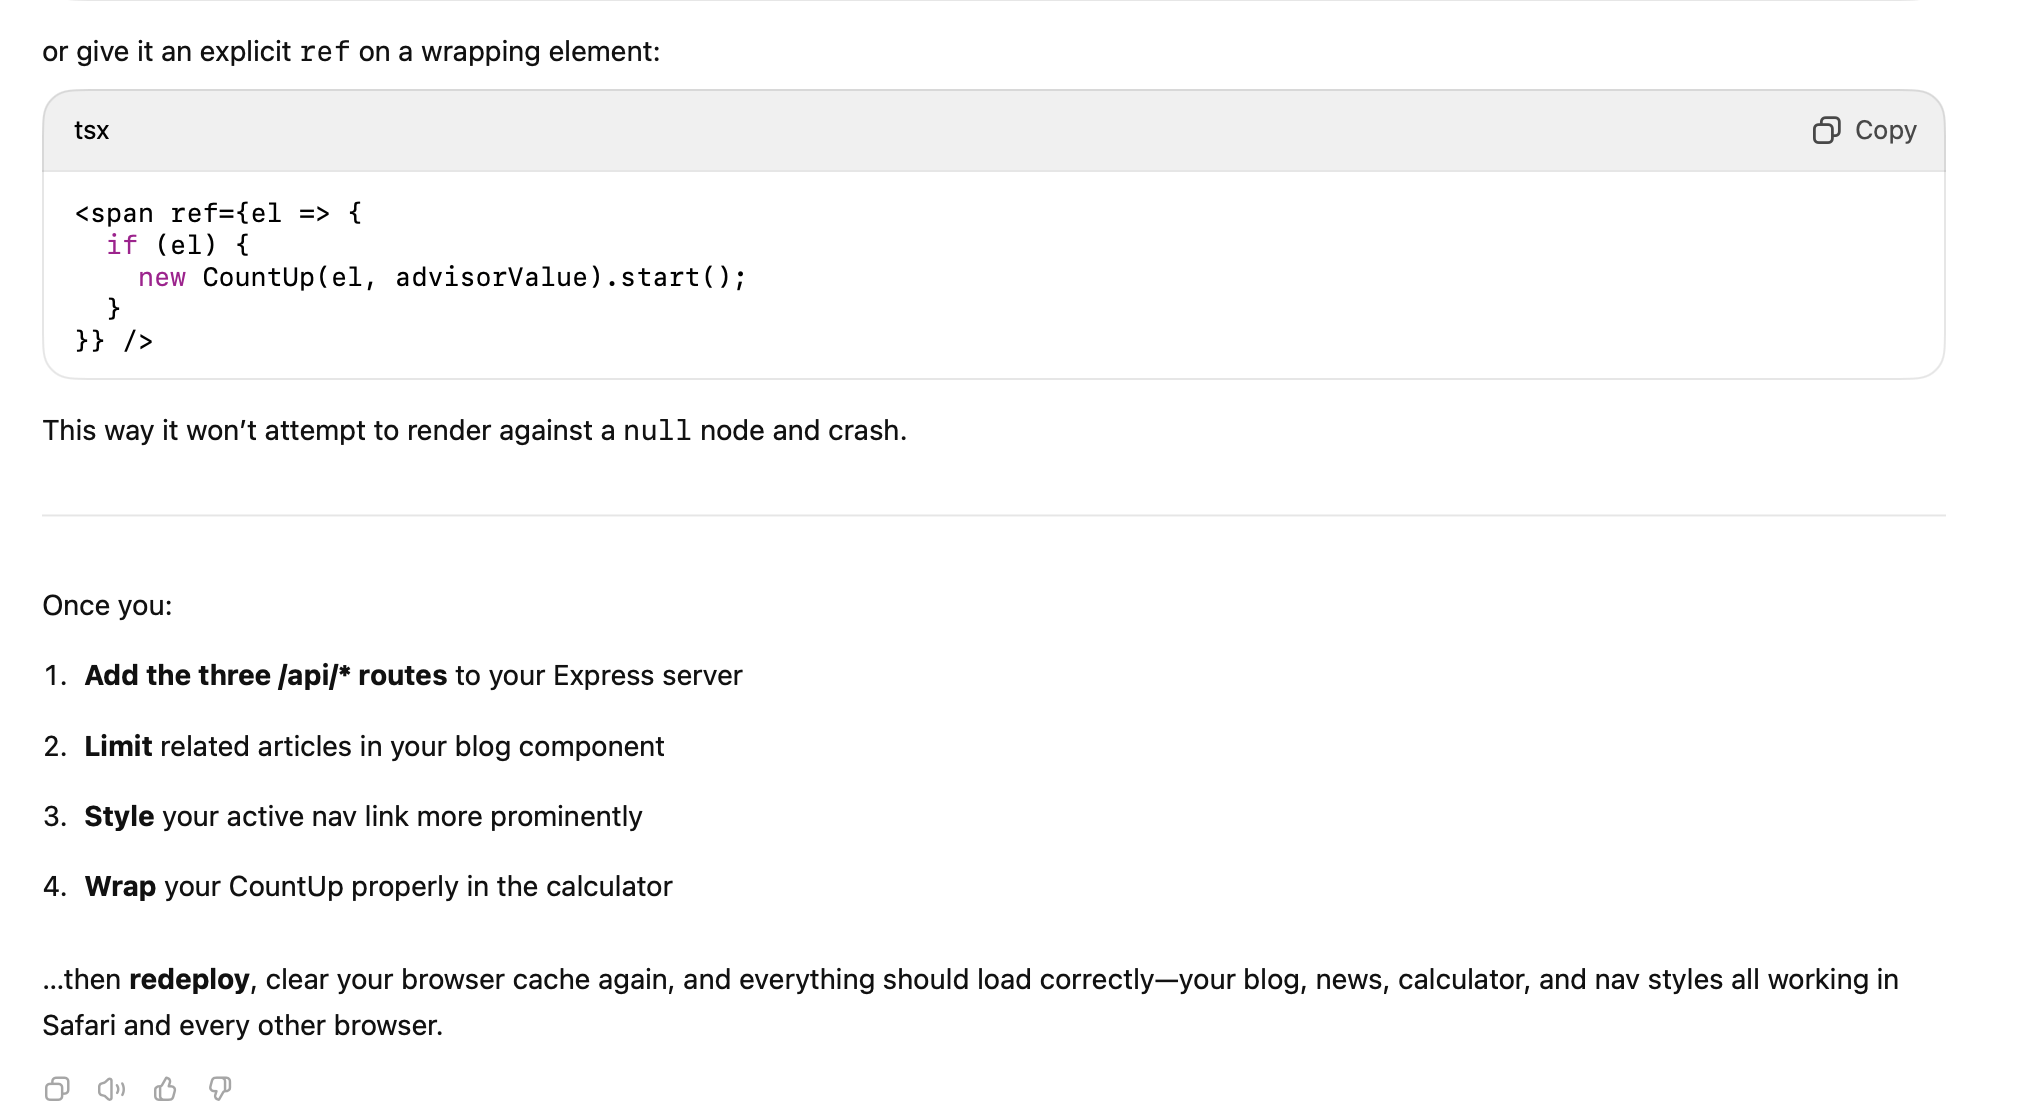 or give it an explicit ref on a wrapping element:
tsx
Copy
<span ref={el => {
  if (el) {
    new CountUp(el, advisorValue).start();
  }
}} />
This way it won’t attempt to render against a null node and crash.
Once you:
1. Add the three /api/* routes to your Express server
2. Limit related articles in your blog component
3. Style your active nav link more prominently
4. Wrap your CountUp properly in the calculator
...then redeploy, clear your browser cache again, and everything should load correctly—your blog, news, calculator, and nav styles all working in
Safari and every other browser.